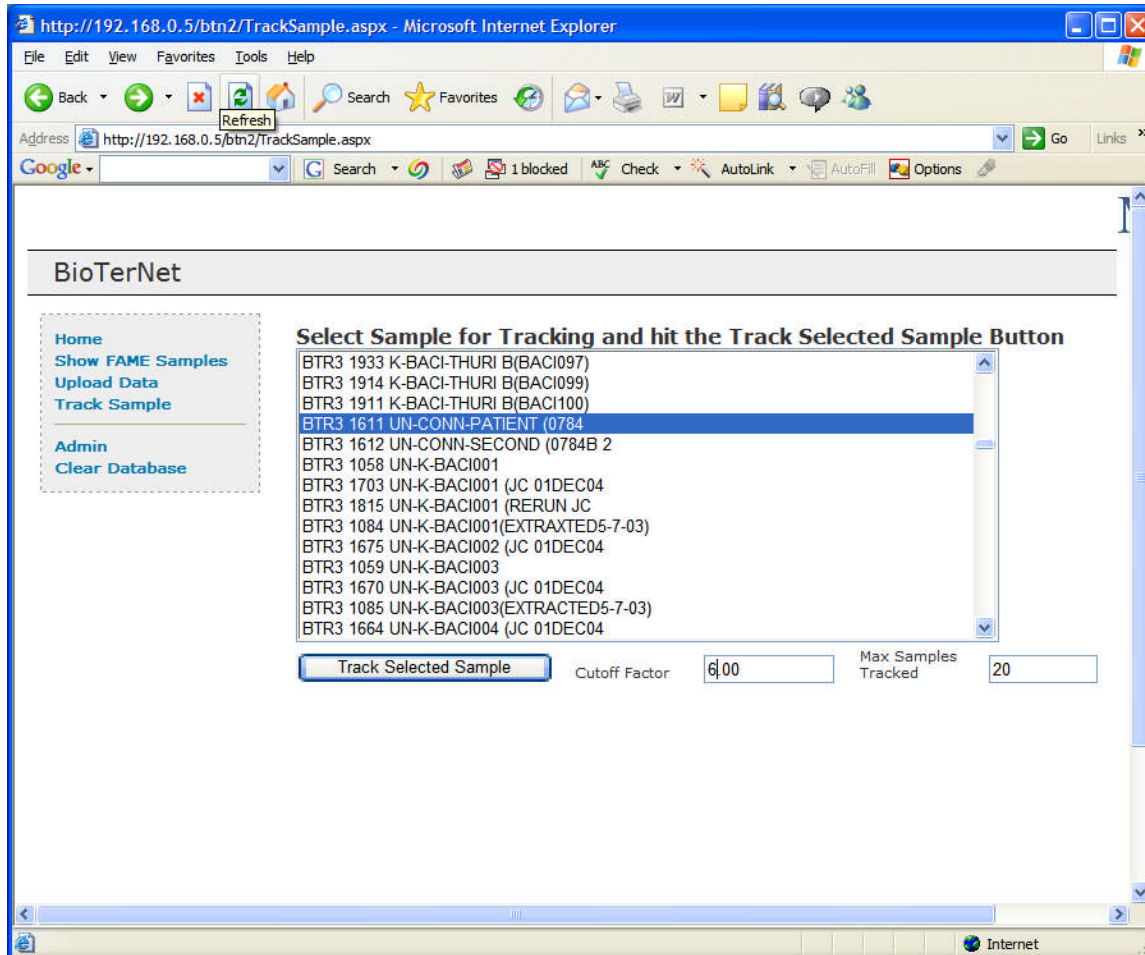 http://192.168.0.5/btn2/TrackSample.aspx - Microsoft Internet Explorer
File Edit View Favorites Tools Help
Back Search Favorites
Refresh
Address http://192.168.0.5/btn2/TrackSample.aspx Go Links »
Google Search 1 blocked ABC Check AutoLink AutoFill Options
BioTerNet
Home
Show FAME Samples
Upload Data
Track Sample
Admin
Clear Database
Select Sample for Tracking and hit the Track Selected Sample Button
BTR3 1933 K-BACI-THURI B(BACI097)
BTR3 1914 K-BACI-THURI B(BACI099)
BTR3 1911 K-BACI-THURI B(BACI100)
BTR3 1611 UN-CONN-PATIENT (0784
BTR3 1612 UN-CONN-SECOND (0784B 2
BTR3 1058 UN-K-BACI001
BTR3 1703 UN-K-BACI001 (JC 01DEC04
BTR3 1815 UN-K-BACI001 (RERUN JC
BTR3 1084 UN-K-BACI001(EXTRAXTED5-7-03)
BTR3 1675 UN-K-BACI002 (JC 01DEC04
BTR3 1059 UN-K-BACI003
BTR3 1670 UN-K-BACI003 (JC 01DEC04
BTR3 1085 UN-K-BACI003(EXTRACTED5-7-03)
BTR3 1664 UN-K-BACI004 (JC 01DEC04
Track Selected Sample Cutoff Factor 6.00 Max Samples Tracked 20
Internet